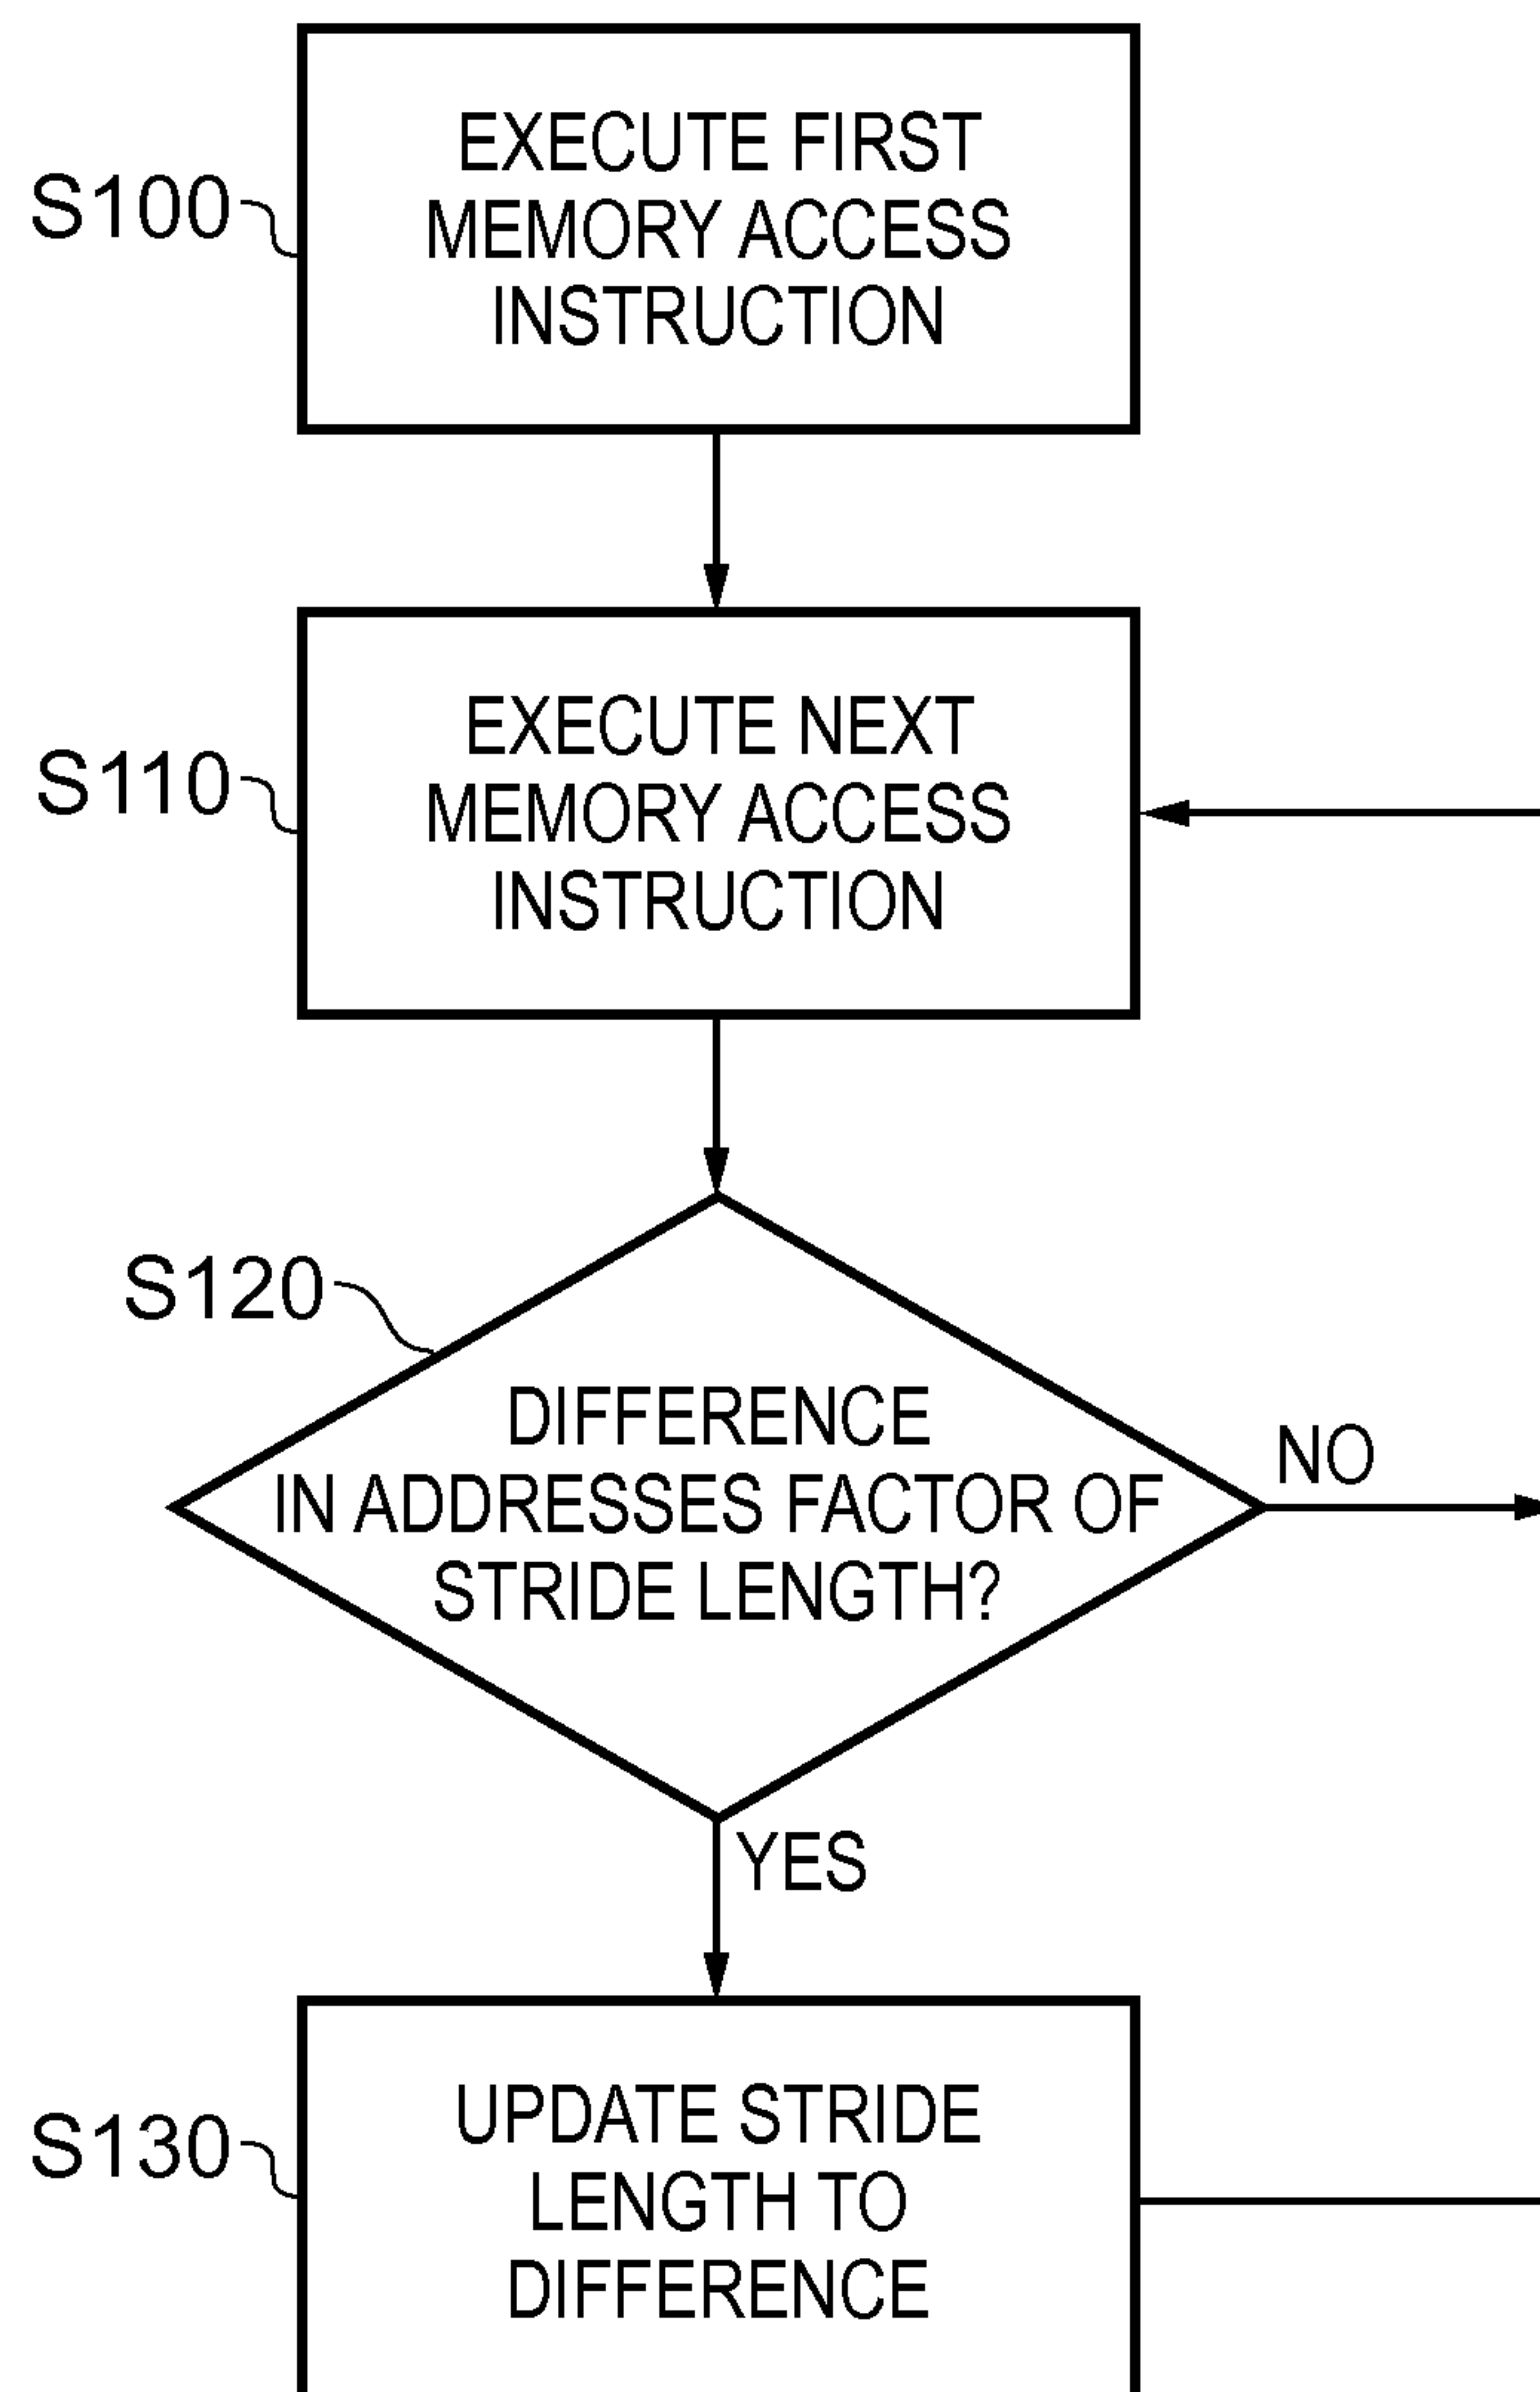 S100
EXECUTE FIRST
MEMORY ACCESS
INSTRUCTION
S110
EXECUTE NEXT
MEMORY ACCESS
INSTRUCTION
S120
DIFFERENCE
IN ADDRESSES FACTOR OF
STRIDE LENGTH?
NO
YES
S130
UPDATE STRIDE
LENGTH TO
DIFFERENCE